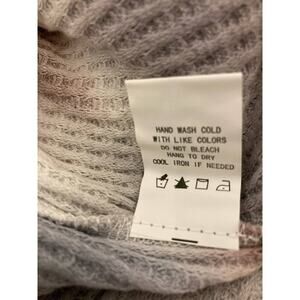 HAND WASH COLD
WITH LIKE COLORS
DO NOT BLEACH
HANG TO DRY
COOL IRON IF NEEDED